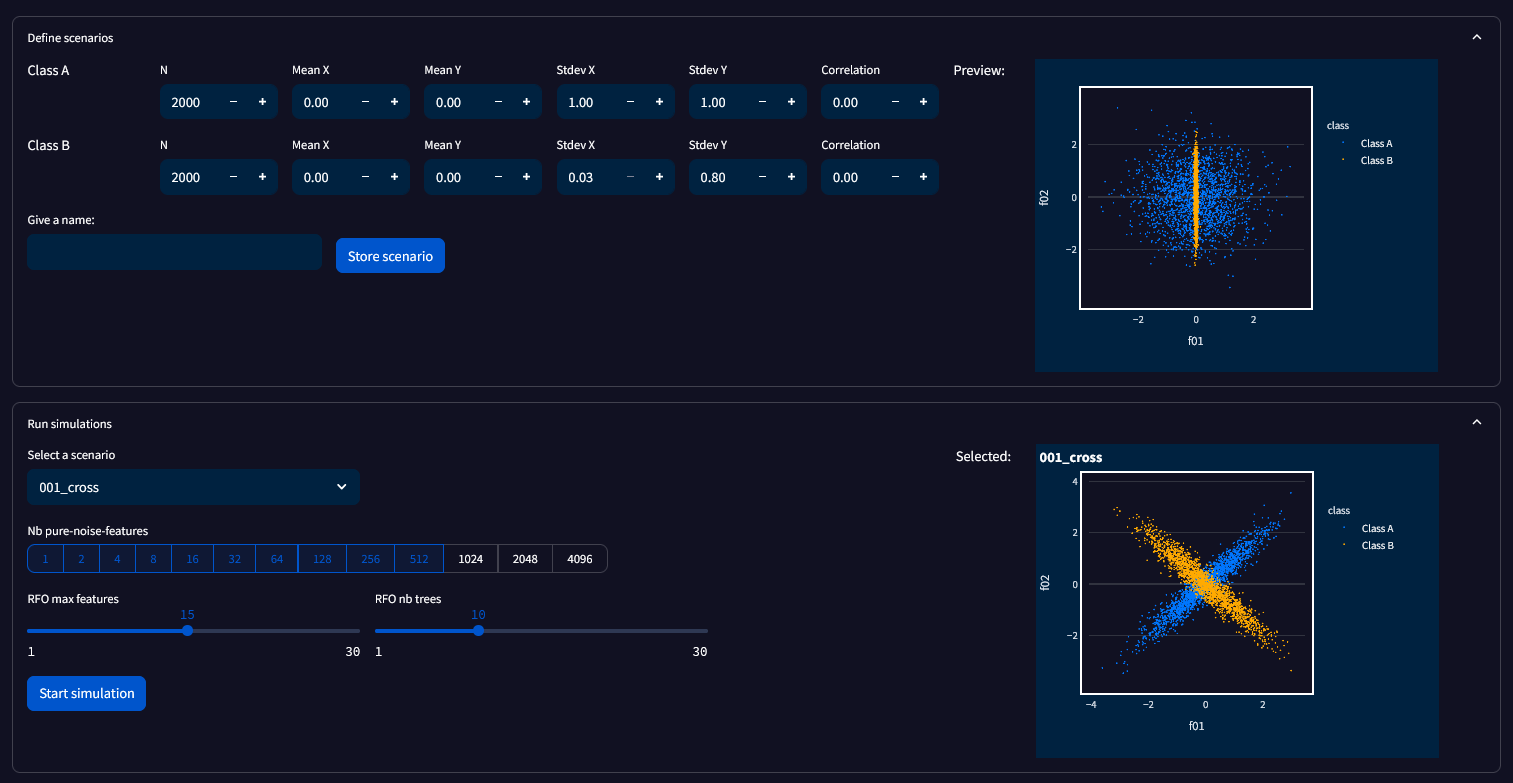 Define scenarios
Class A
N
Mean X
Mean Y
Stdev X
Stdev Y
Correlation
Preview:
2000 − +
0.00 − +
0.00 − +
1.00 − +
1.00 − +
0.00 − +
Class B
N
Mean X
Mean Y
Stdev X
Stdev Y
Correlation
2000 − +
0.00 − +
0.00 − +
0.03 − +
0.80 − +
0.00 − +
Give a name:
Store scenario
class
Class A
Class B
2
0
−2
f02
−2 0 2
f01
Run simulations
Select a scenario
001_cross
Nb pure-noise-features
1 2 4 8 16 32 64 128 256 512 1024 2048 4096
RFO max features
15
1 30
RFO nb trees
10
1 30
Start simulation
Selected:
001_cross
class
Class A
Class B
4
2
0
−2
f02
−4 −2 0 2
f01